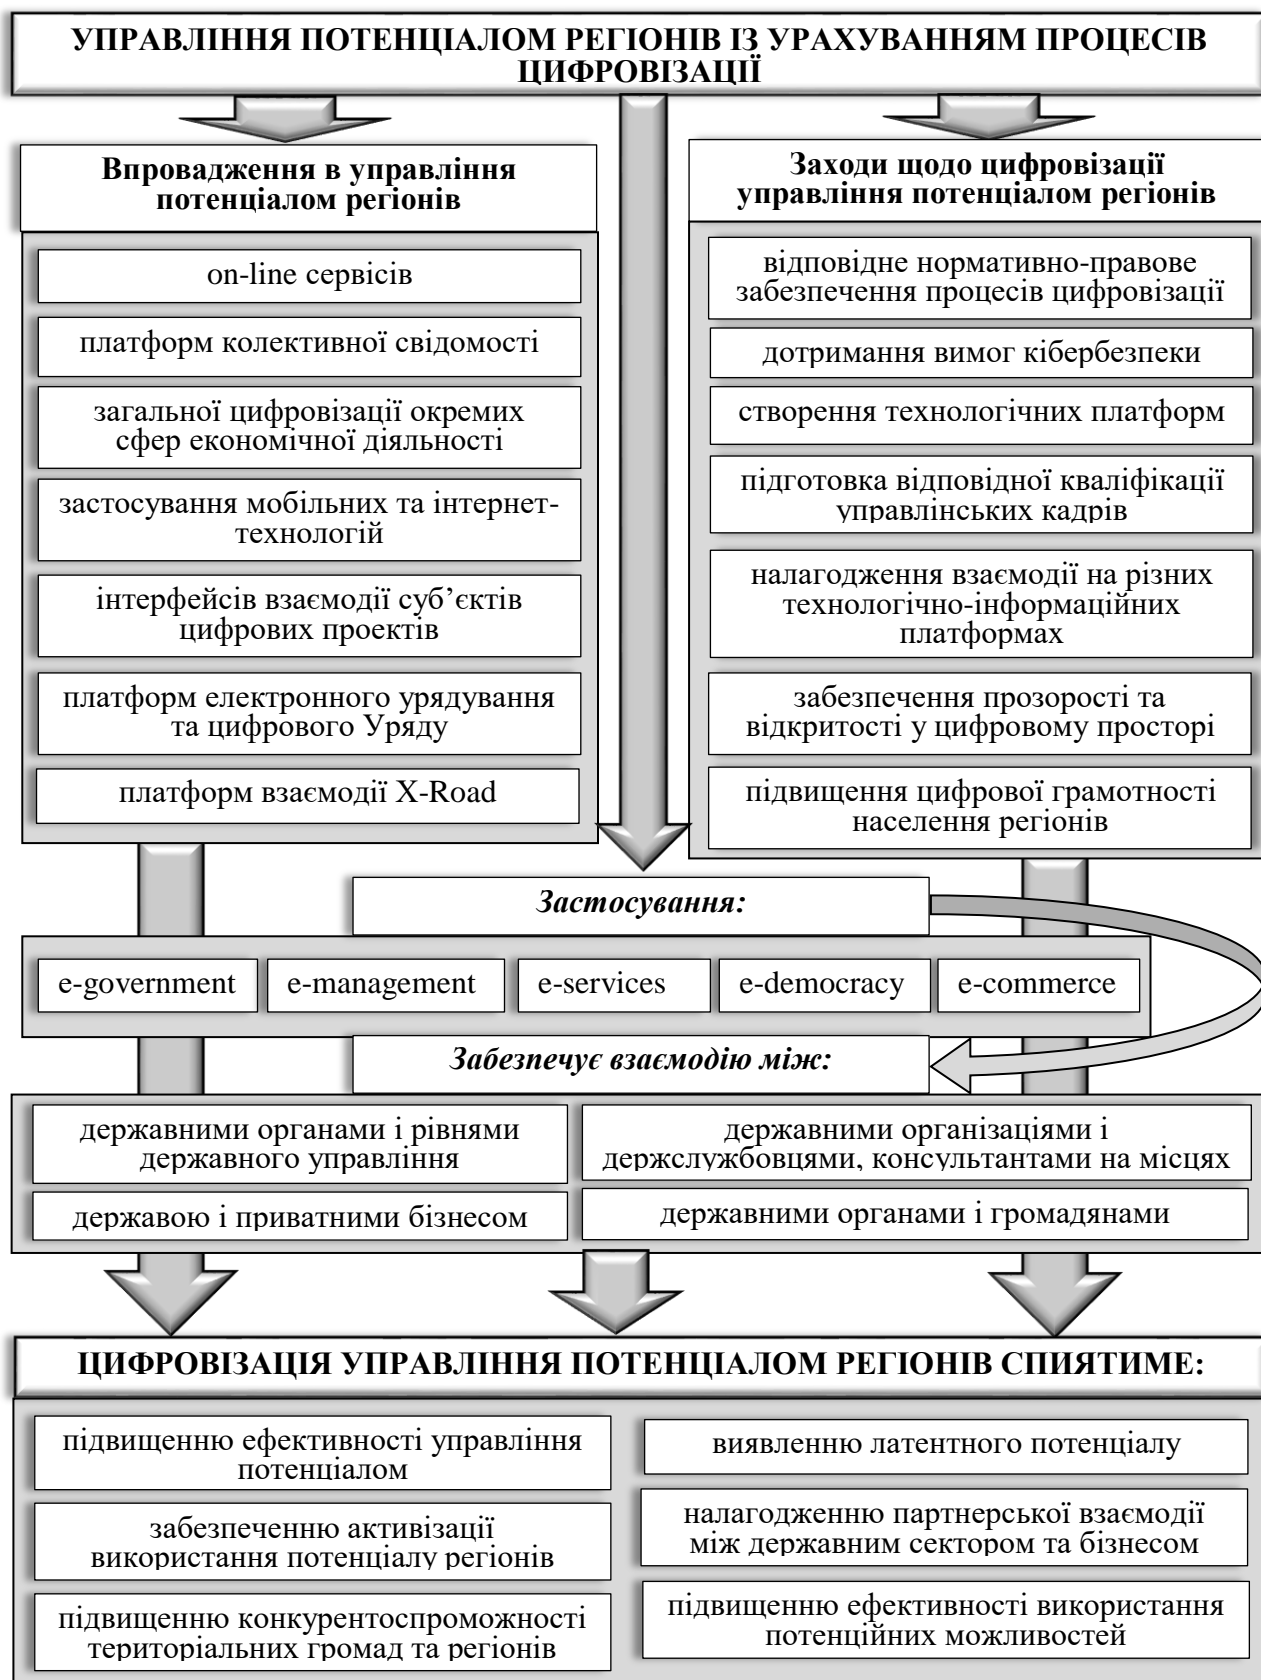 УПРАВЛІННЯ ПОТЕНЦІАЛОМ РЕГІОНІВ ІЗ УРАХУВАННЯМ ПРОЦЕСІВ
ЦИФРОВІЗАЦІЇ
Впровадження в управління
потенціалом регіонів
on-line сервісів
платформ колективної свідомості
загальної цифровізації окремих
сфер економічної діяльності
застосування мобільних та інтернет-
технологій
інтерфейсів взаємодії суб’єктів
цифрових проектів
платформ електронного урядування
та цифрового Уряду
платформ взаємодії X-Road
Заходи щодо цифровізації
управління потенціалом регіонів
відповідне нормативно-правове
забезпечення процесів цифровізації
дотримання вимог кібербезпеки
створення технологічних платформ
підготовка відповідної кваліфікації
управлінських кадрів
налагодження взаємодії на різних
технологічно-інформаційних
платформах
забезпечення прозорості та
відкритості у цифровому просторі
підвищення цифрової грамотності
населення регіонів
Застосування:
e-government
e-management
e-services
e-democracy
e-commerce
Забезпечує взаємодію між:
державними органами і рівнями
державного управління
державними організаціями і
держслужбовцями, консультантами на місцях
державою і приватними бізнесом
державними органами і громадянами
ЦИФРОВІЗАЦІЯ УПРАВЛІННЯ ПОТЕНЦІАЛОМ РЕГІОНІВ СПИЯТИМЕ:
підвищенню ефективності управління
потенціалом
забезпеченню активізації
використання потенціалу регіонів
підвищенню конкурентоспроможності
територіальних громад та регіонів
виявленню латентного потенціалу
налагодженню партнерської взаємодії
між державним сектором та бізнесом
підвищенню ефективності використання
потенційних можливостей